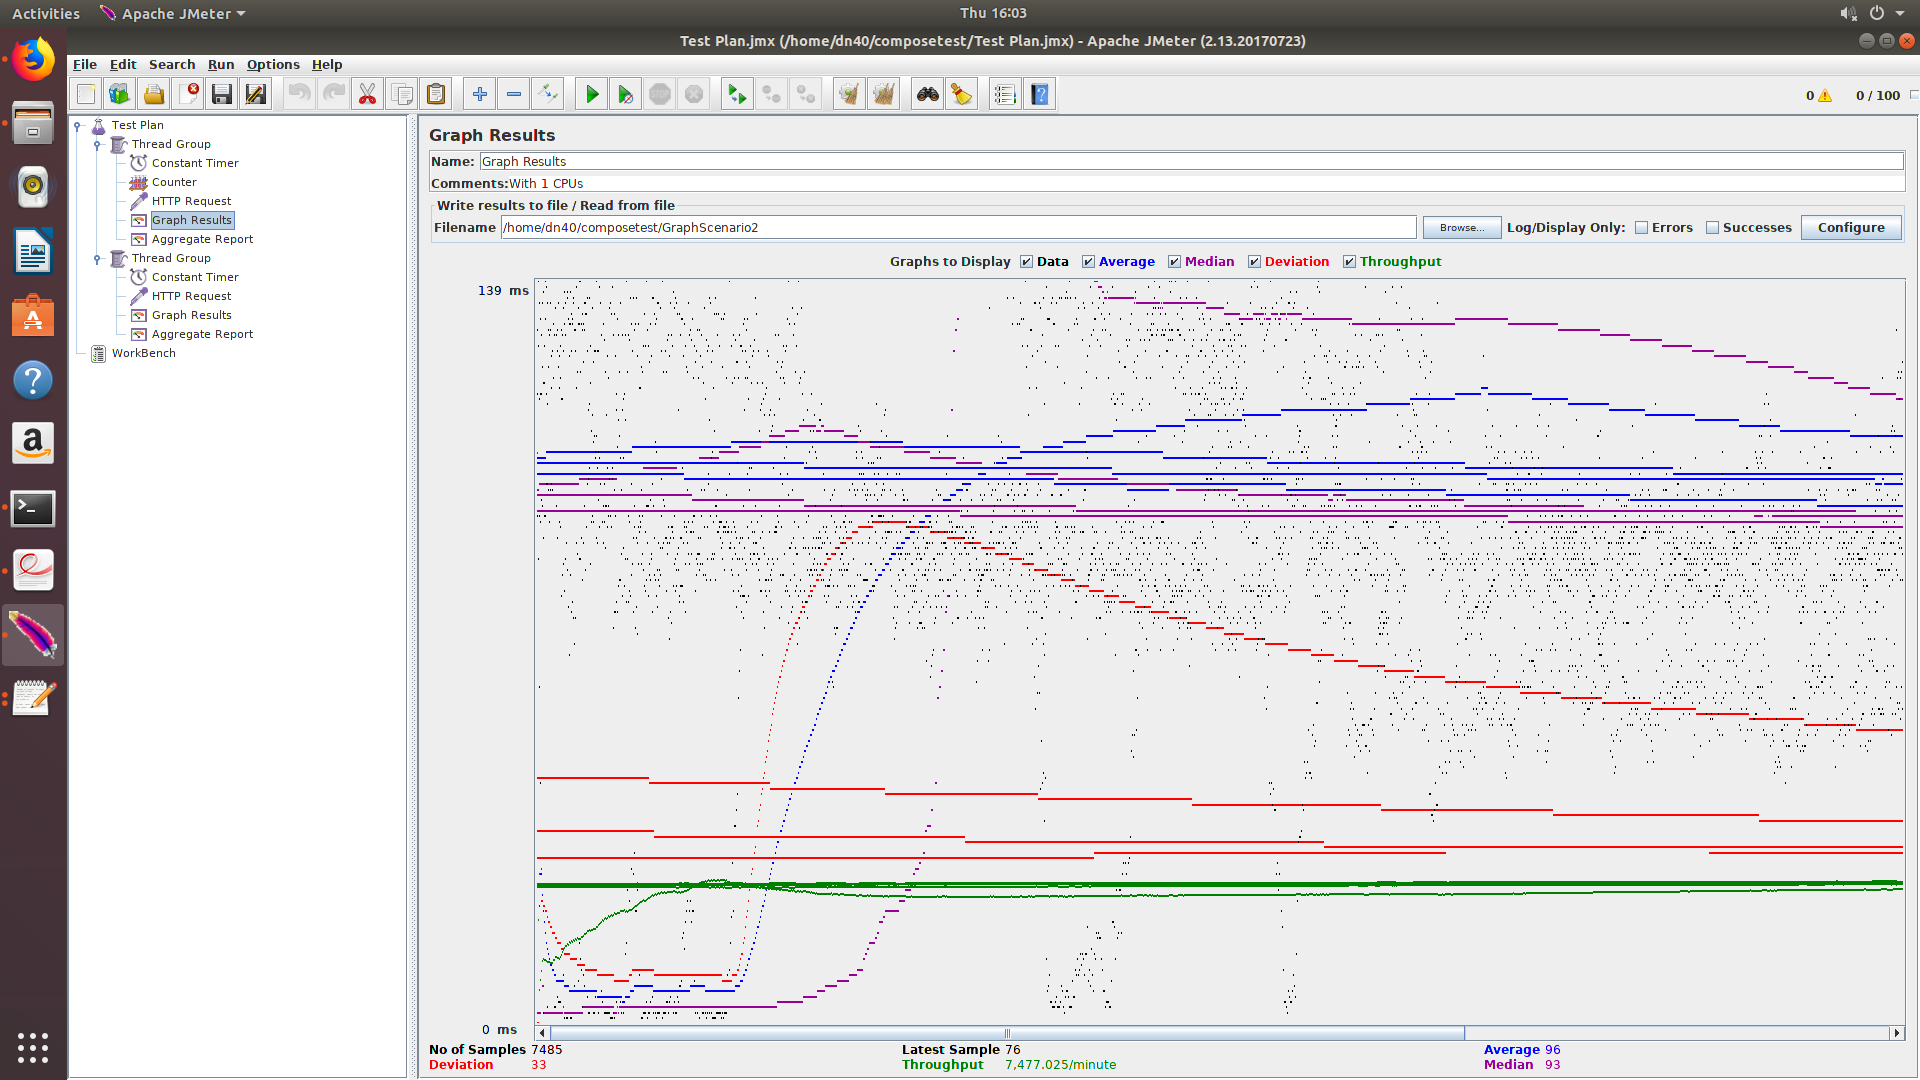 Activities Apache JMeter Thu 16:03
Test Plan.jmx (/home/dn40/composetest/Test Plan.jmx) - Apache JMeter (2.13.20170723)
File Edit Search Run Options Help
0 0 / 100
Test Plan
Thread Group
Constant Timer
Counter
HTTP Request
Graph Results
Aggregate Report
Thread Group
Constant Timer
HTTP Request
Graph Results
Aggregate Report
WorkBench
Graph Results
Name: Graph Results
Comments: With 1 CPUs
Write results to file / Read from file
Filename /home/dn40/composetest/GraphScenario2 Browse... Log/Display Only: Errors Successes Configure
Graphs to Display Data Average Median Deviation Throughput
139 ms
0 ms
No of Samples 7485 Latest Sample 76 Average 96
Deviation 33 Throughput 7,477.025/minute Median 93